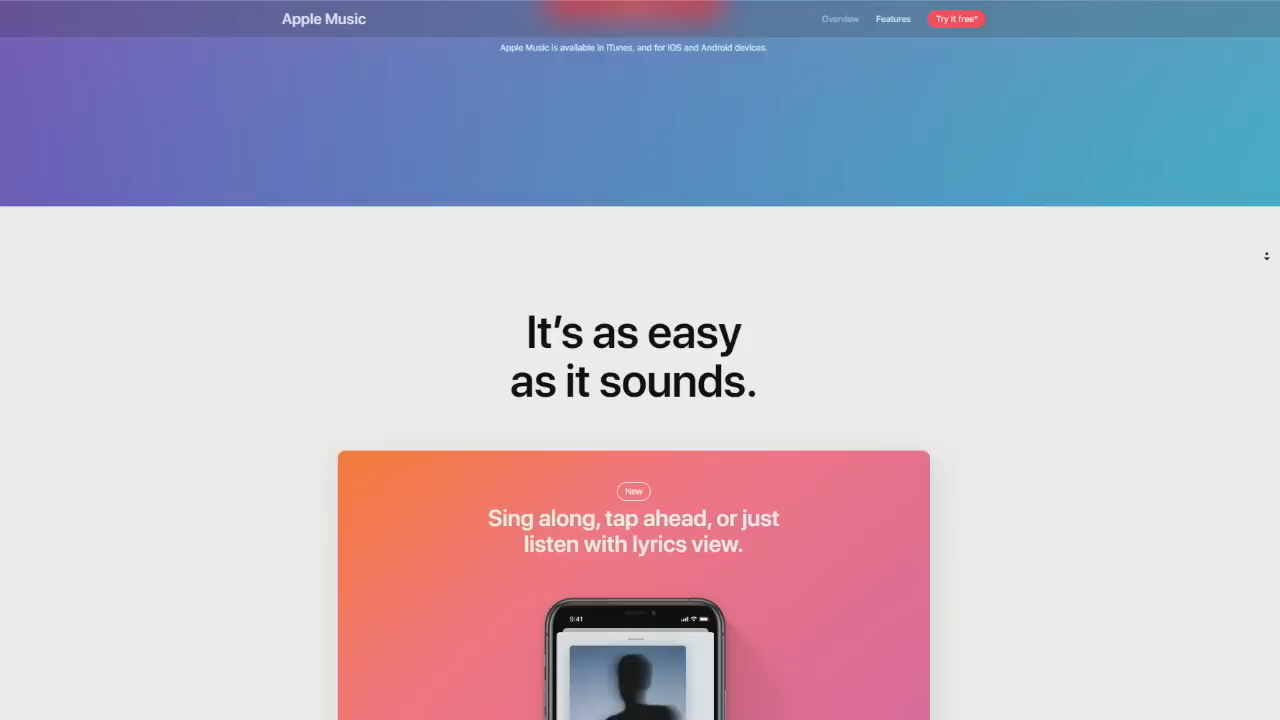 Apple Music
Overview
Features
Try it free*
Apple Music is available in iTunes, and for iOS and Android devices.
It’s as easy
as it sounds.
New
Sing along, tap ahead, or just
listen with lyrics view.
9:41